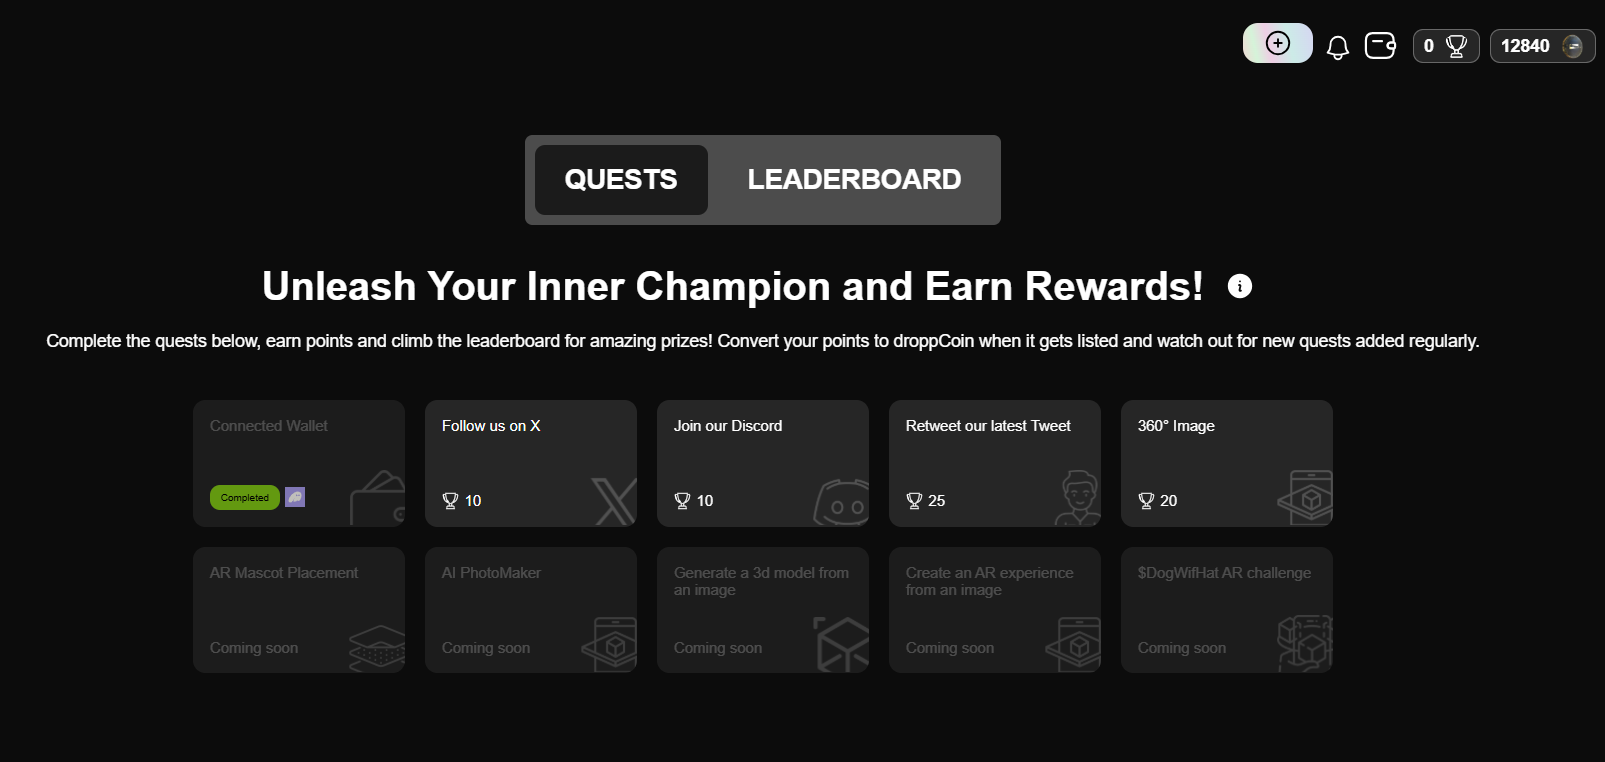 0
12840
QUESTS
LEADERBOARD
Unleash Your Inner Champion and Earn Rewards!
Complete the quests below, earn points and climb the leaderboard for amazing prizes! Convert your points to droppCoin when it gets listed and watch out for new quests added regularly.
Connected Wallet
Completed
Follow us on X
10
Join our Discord
10
Retweet our latest Tweet
25
360° Image
20
AR Mascot Placement
Coming soon
AI PhotoMaker
Coming soon
Generate a 3d model from
an image
Coming soon
Create an AR experience
from an image
Coming soon
$DogWifHat AR challenge
Coming soon